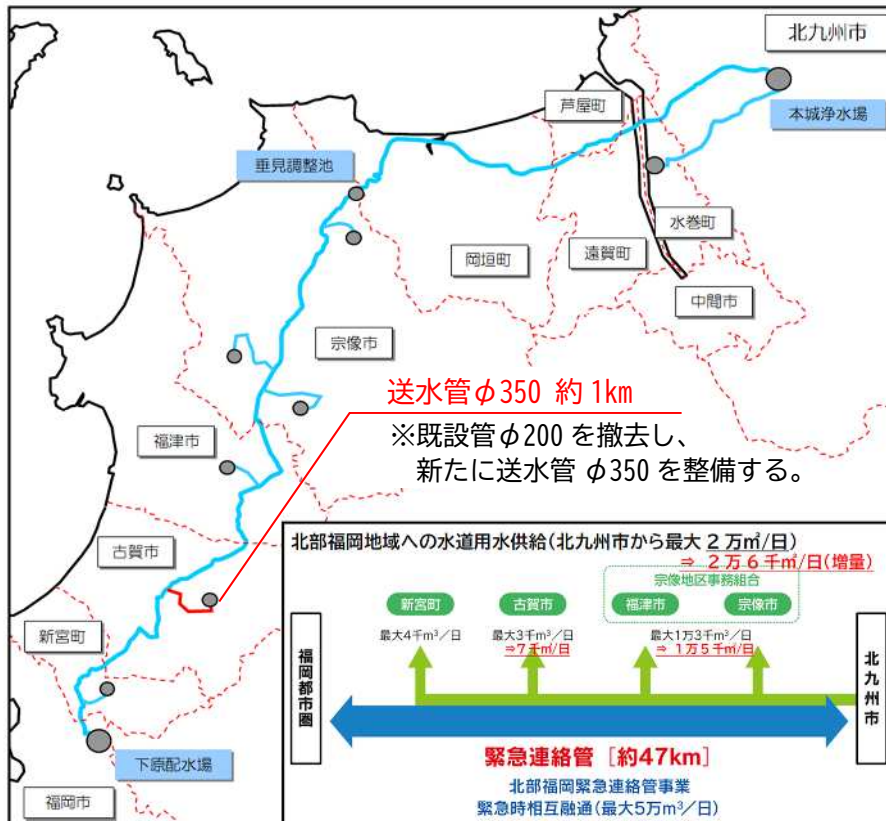 北九州市
芦屋町
本城浄水場
垂見調整池
水巻町
岡垣町
遠賀町
中間市
宗像市
送水管φ350 約1km
※既設管φ200を撤去し、
新たに送水管φ350を整備する。
福津市
古賀市
新宮町
下原配水場
福岡市
北部福岡地域への水道用水供給(北九州市から最大 2万㎥/日)
⇒ 2万6千㎥/日(増量)
宗像地区事務組合
新宮町
古賀市
福津市
宗像市
最大4千m³/日
最大3千m³/日
最大1万3千m³/日
⇒7千㎥/日
⇒ 1万5千㎥/日
福岡都市圏
北九州市
緊急連絡管 [約47km]
北部福岡緊急連絡管事業
緊急時相互融通(最大5万m³/日)